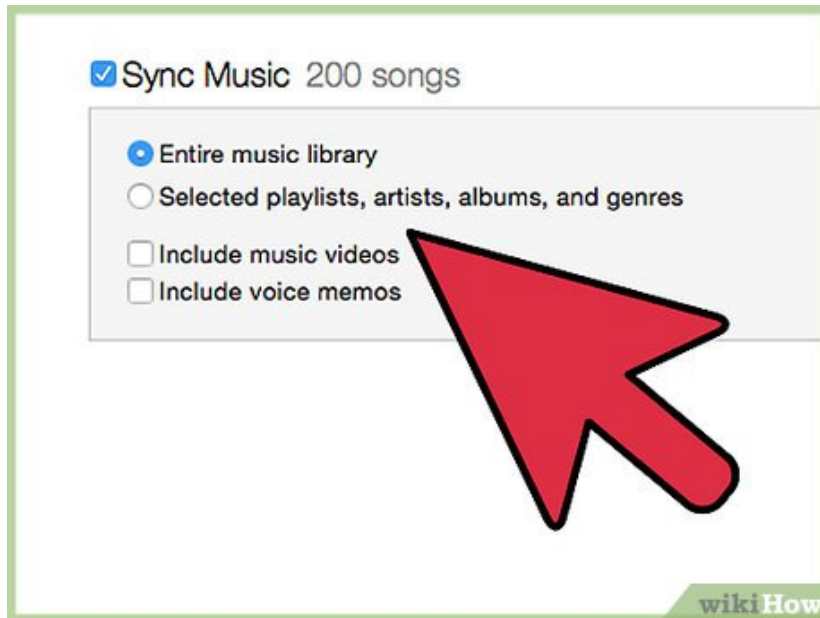 Sync Music 200 songs
Entire music library
Selected playlists, artists, albums, and genres
Include music videos
Include voice memos
wikiHow